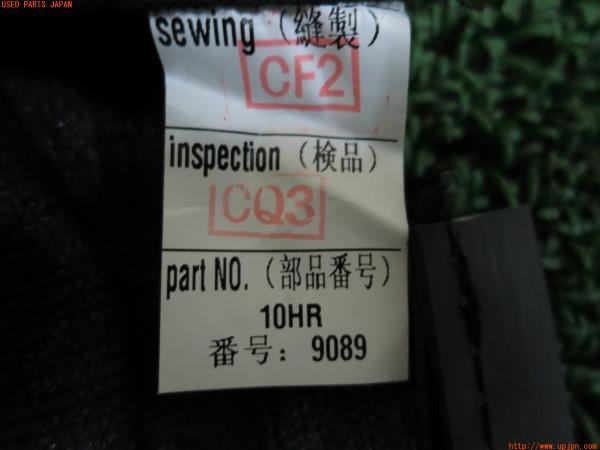 USED PARTS JAPAN
sewing (縫製)
CF2
inspection (検品)
CQ3
part NO. (部品番号)
10HR
番号: 9089
http://www.upjpn.com/